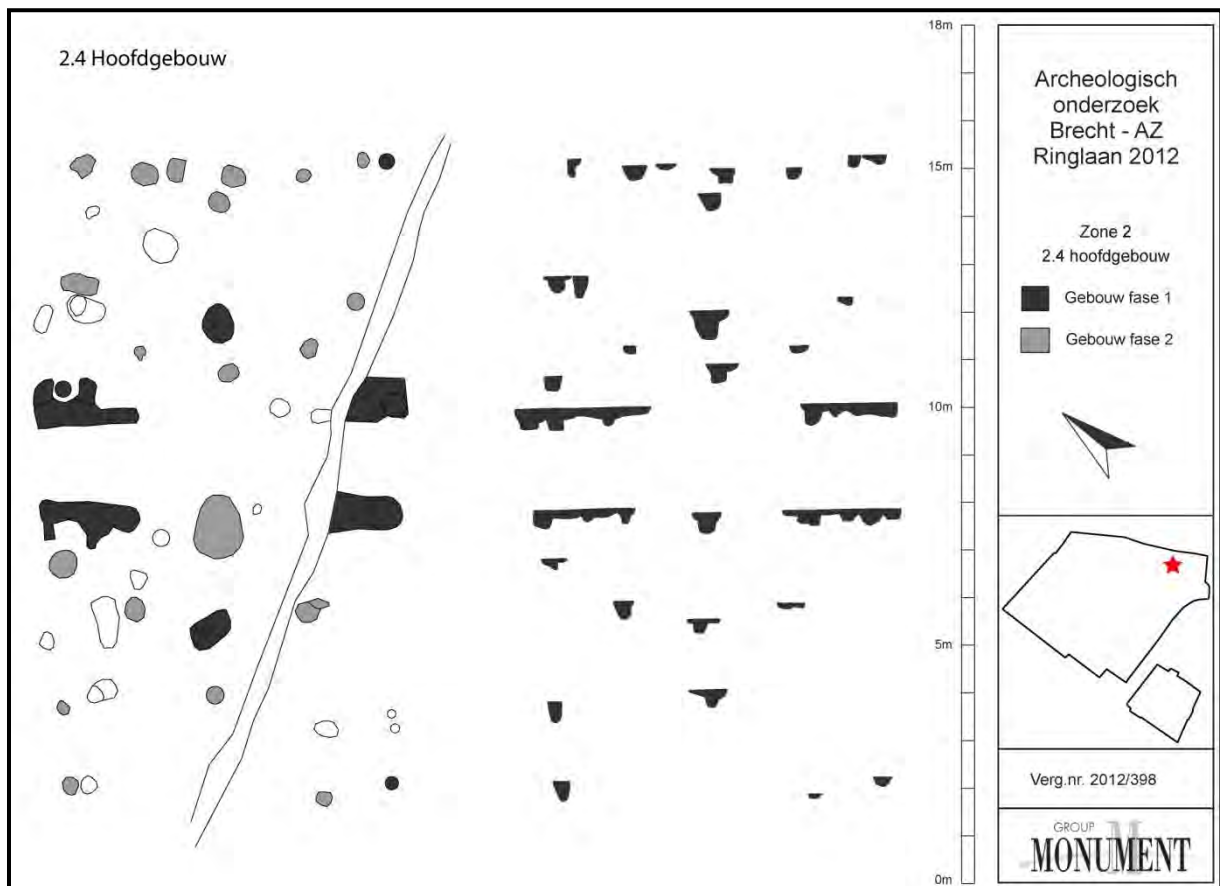 2.4 Hoofdgebouw
18m
15m
10m
5m
0m
Archeologisch
onderzoek
Brecht - AZ
Ringlaan 2012
Zone 2
2.4 hoofdgebouw
Gebouw fase 1
Gebouw fase 2
Verg.nr. 2012/398
GROUP
M
MONUMENT